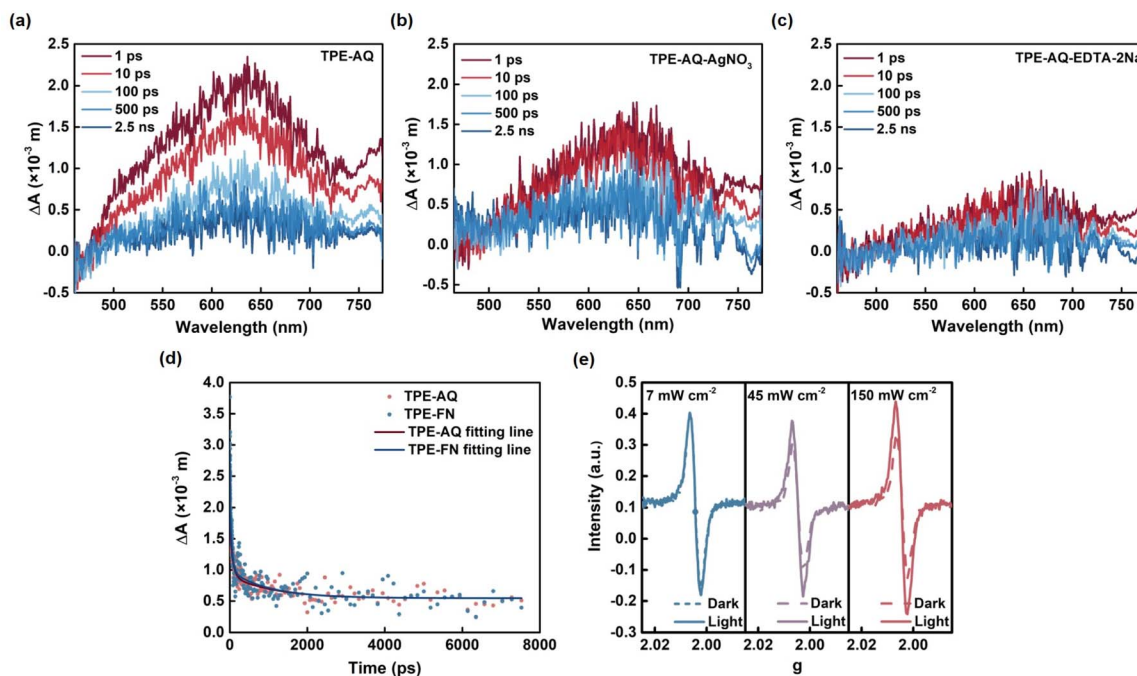 (a)
TPE-AQ
1 ps
10 ps
100 ps
500 ps
2.5 ns
2.5
2.0
1.5
1.0
0.5
0.0
-0.5
ΔA (×10⁻³ m)
500 550 600 650 700 750
Wavelength (nm)
(b)
TPE-AQ-AgNO₃
1 ps
10 ps
100 ps
500 ps
2.5 ns
2.5
2.0
1.5
1.0
0.5
0.0
-0.5
ΔA (×10⁻³ m)
500 550 600 650 700 750
Wavelength (nm)
(c)
TPE-AQ-EDTA-2Na
1 ps
10 ps
100 ps
500 ps
2.5 ns
2.5
2.0
1.5
1.0
0.5
0.0
-0.5
ΔA (×10⁻³ m)
500 550 600 650 700 750
Wavelength (nm)
(d)
TPE-AQ
TPE-FN
TPE-AQ fitting line
TPE-FN fitting line
4.0
3.5
3.0
2.5
2.0
1.5
1.0
0.5
0.0
ΔA (×10⁻³ m)
0 2000 4000 6000 8000
Time (ps)
(e)
7 mW cm⁻² 45 mW cm⁻² 150 mW cm⁻²
0.5
0.4
0.3
0.2
0.1
0.0
-0.1
-0.2
-0.3
Intensity (a.u.)
Dark Dark Dark
Light Light Light
2.02 2.00 2.02 2.00 2.02 2.00
g